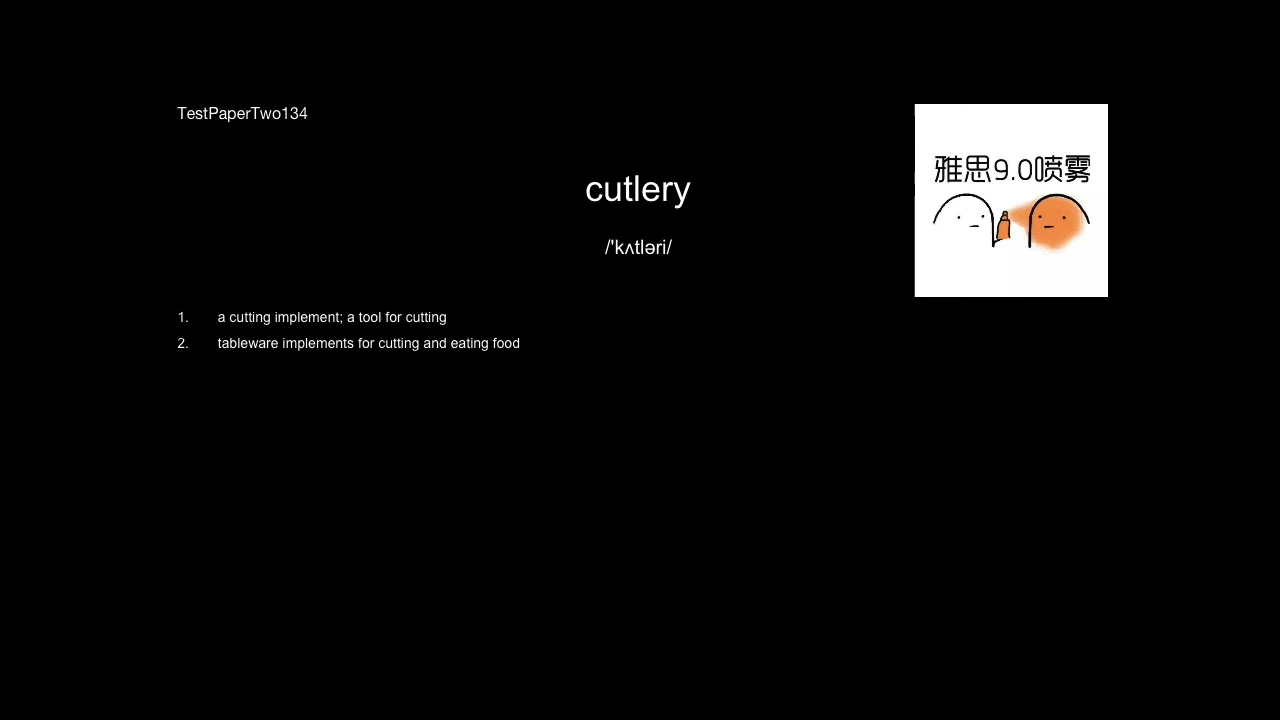 TestPaperTwo134
雅思9.0喷雾
cutlery
/'kʌtləri/
1. a cutting implement; a tool for cutting
2. tableware implements for cutting and eating food